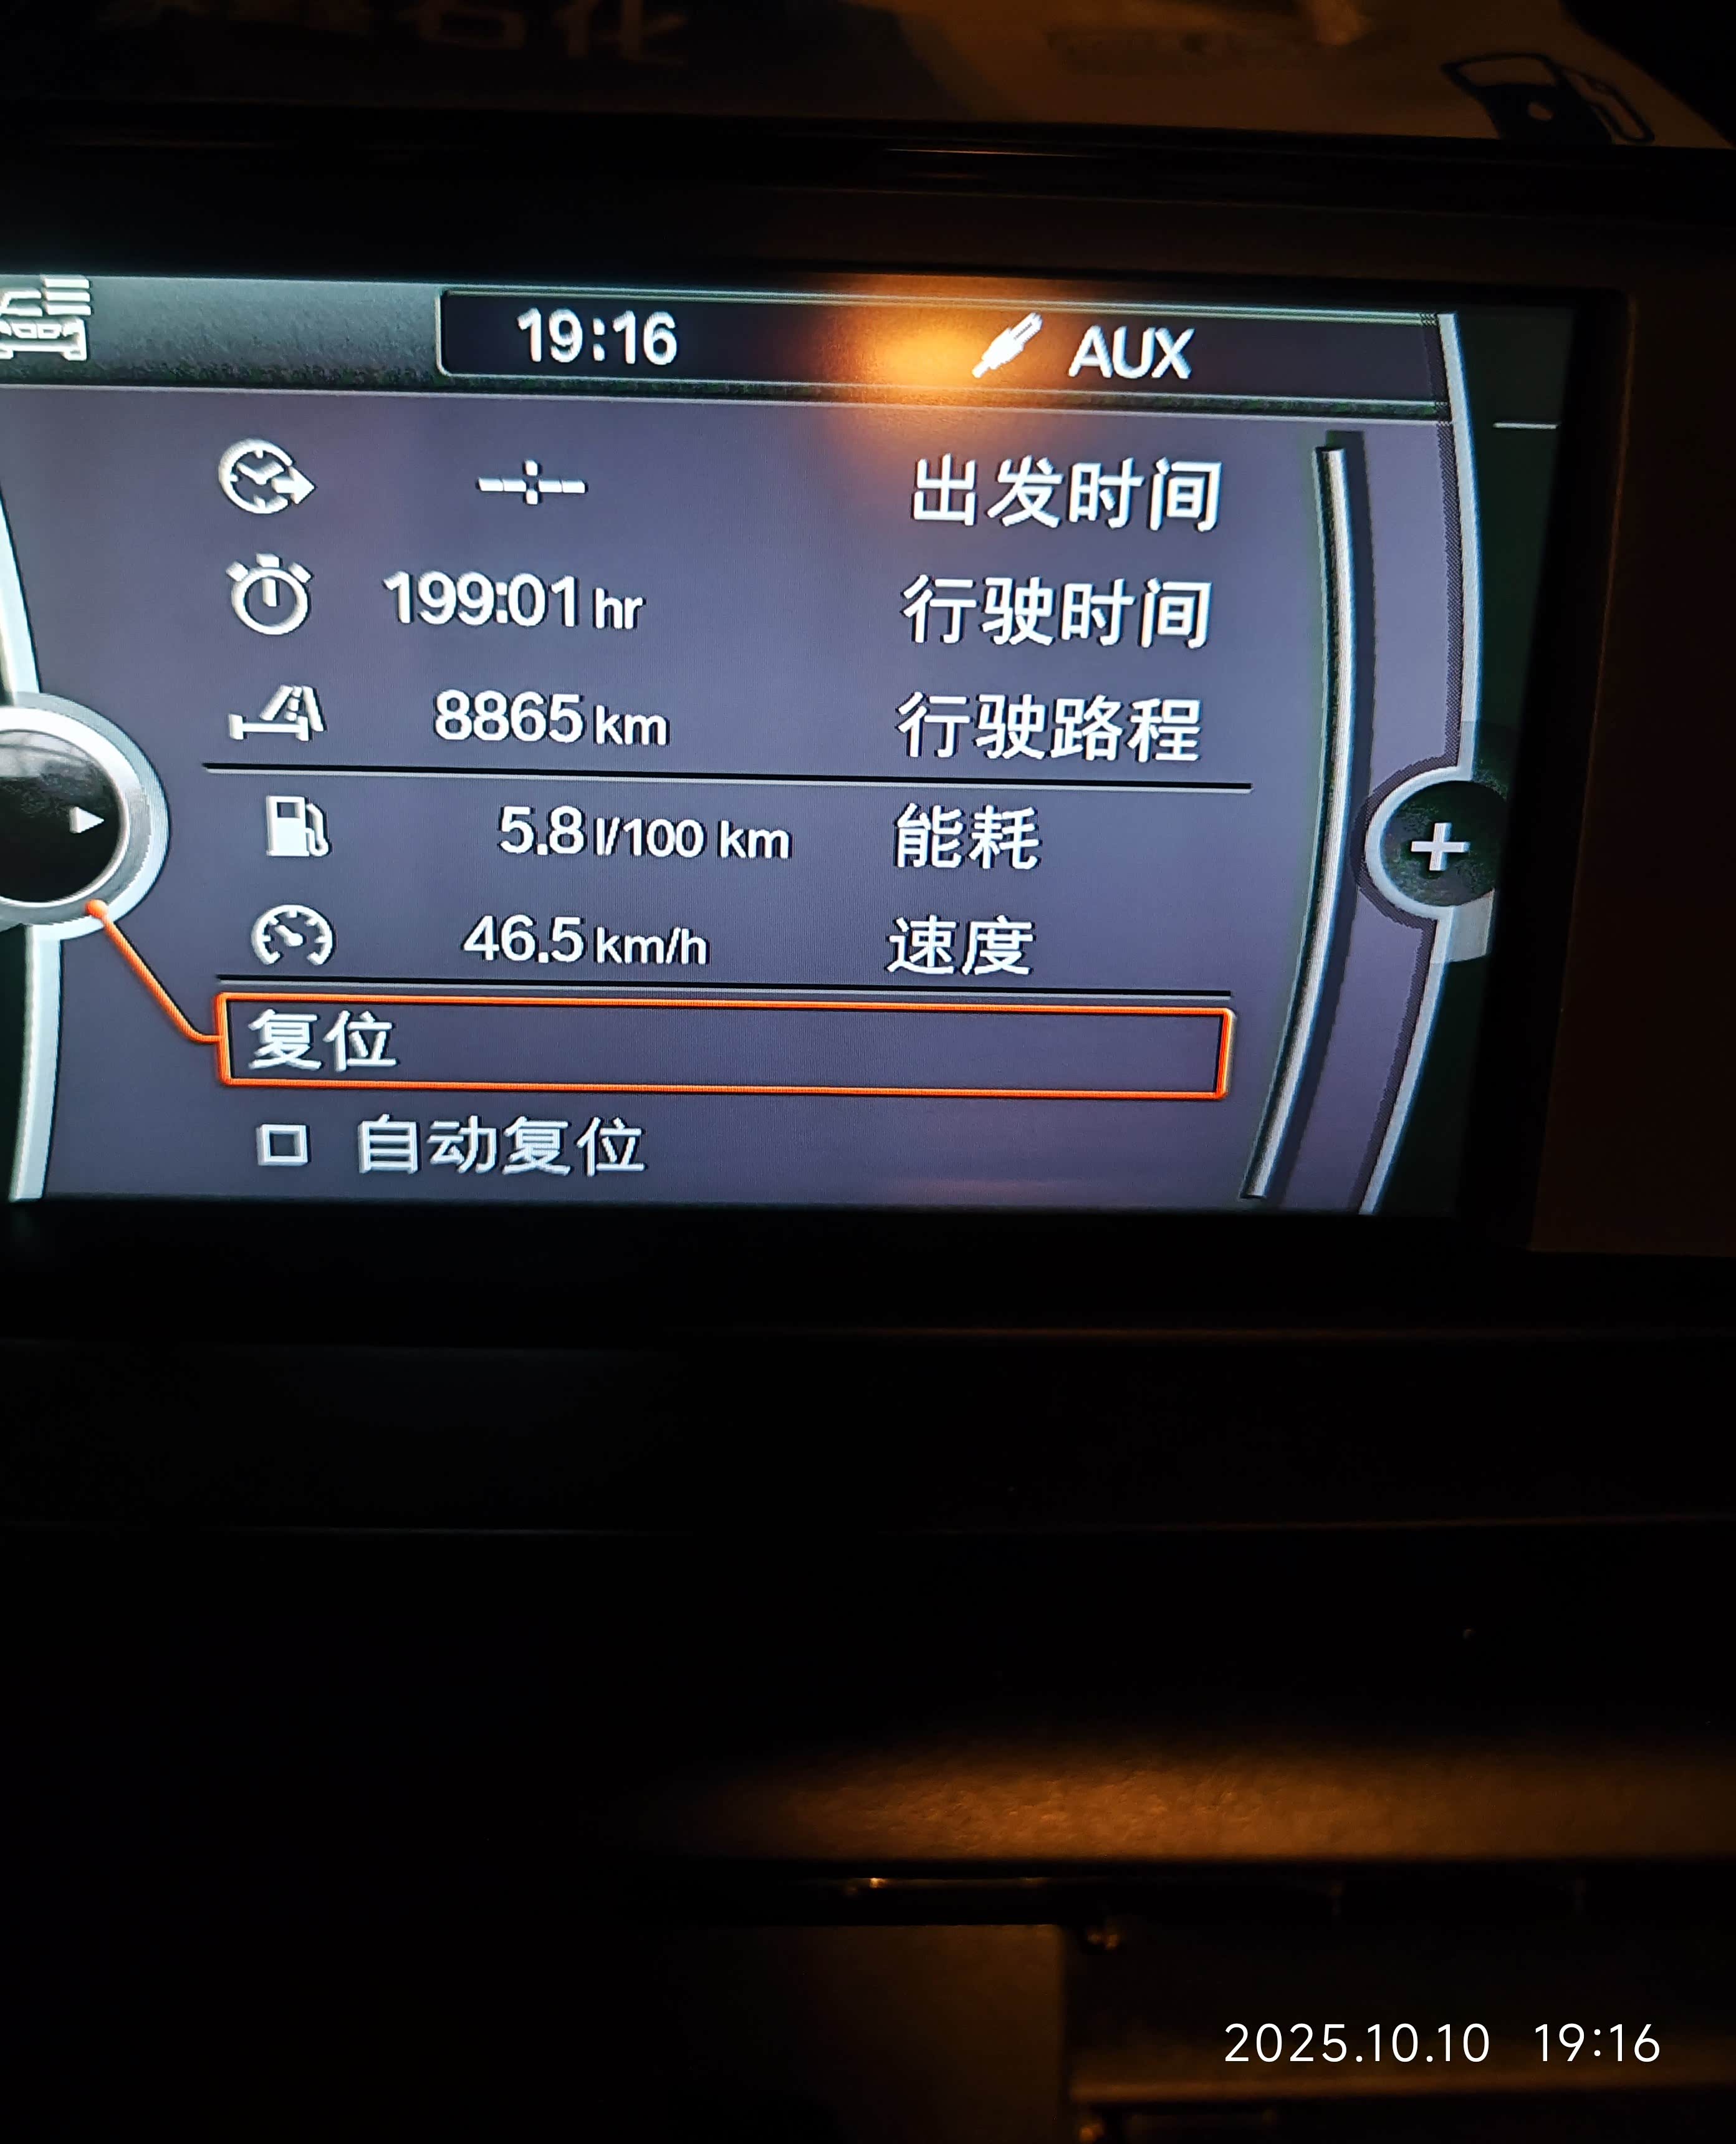 石化
19:16 AUX
--:-- 出发时间
199:01 hr 行驶时间
8865 km 行驶路程
5.8 l/100 km 能耗
46.5 km/h 速度
复位
自动复位
2025.10.10 19:16